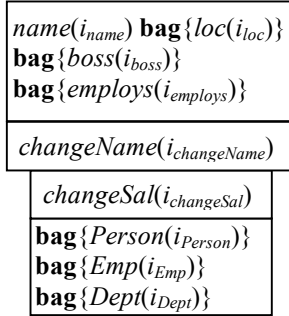 name(i_name) bag{loc(i_loc)}
bag{boss(i_boss)}
bag{employs(i_employs)}
changeName(i_changeName)
changeSal(i_changeSal)
bag{Person(i_Person)}
bag{Emp(i_Emp)}
bag{Dept(i_Dept)}